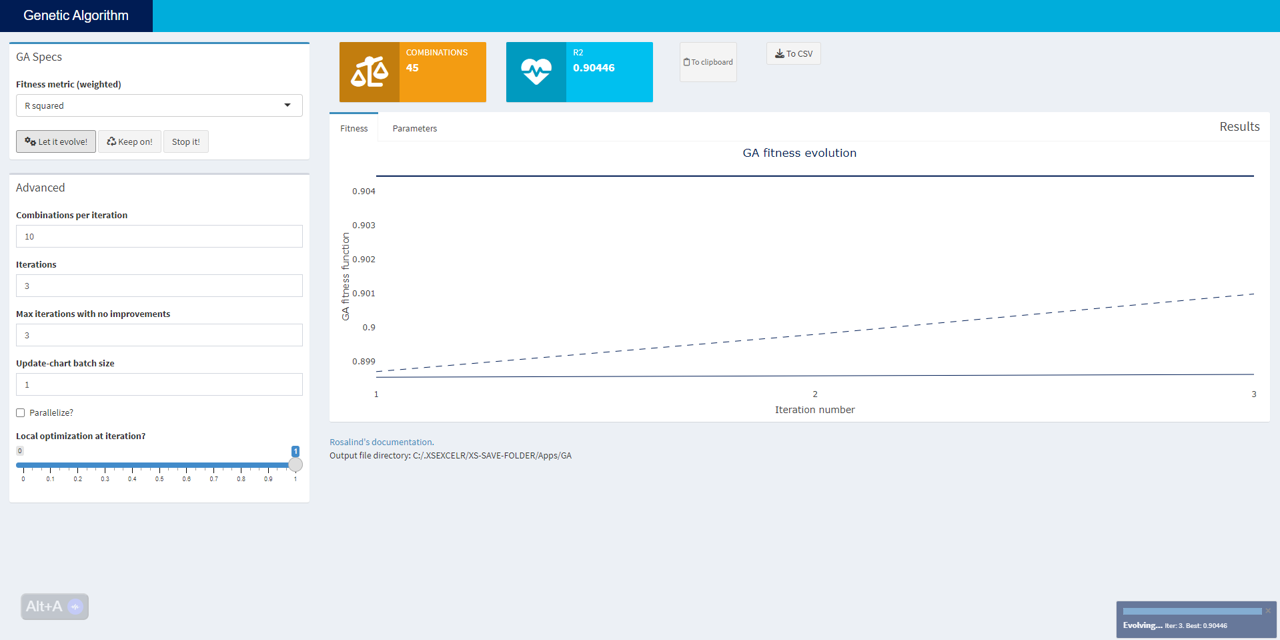 Genetic Algorithm
GA Specs
Fitness metric (weighted)
R squared
Let it evolve!
Keep on!
Stop it!
Advanced
Combinations per iteration
10
Iterations
3
Max iterations with no improvements
3
Update-chart batch size
1
Parallelize?
Local optimization at iteration?
0
1
0 0.1 0.2 0.3 0.4 0.5 0.6 0.7 0.8 0.9 1
COMBINATIONS
45
R2
0.90446
To clipboard
To CSV
Fitness
Parameters
Results
GA fitness evolution
0.904
0.903
0.902
0.901
0.9
0.899
GA fitness function
1 2 3
Iteration number
Rosalind's documentation.
Output file directory: C:/.XSEXCELR/XS-SAVE-FOLDER/Apps/GA
Alt+A
Evolving... Iter: 3. Best: 0.90446